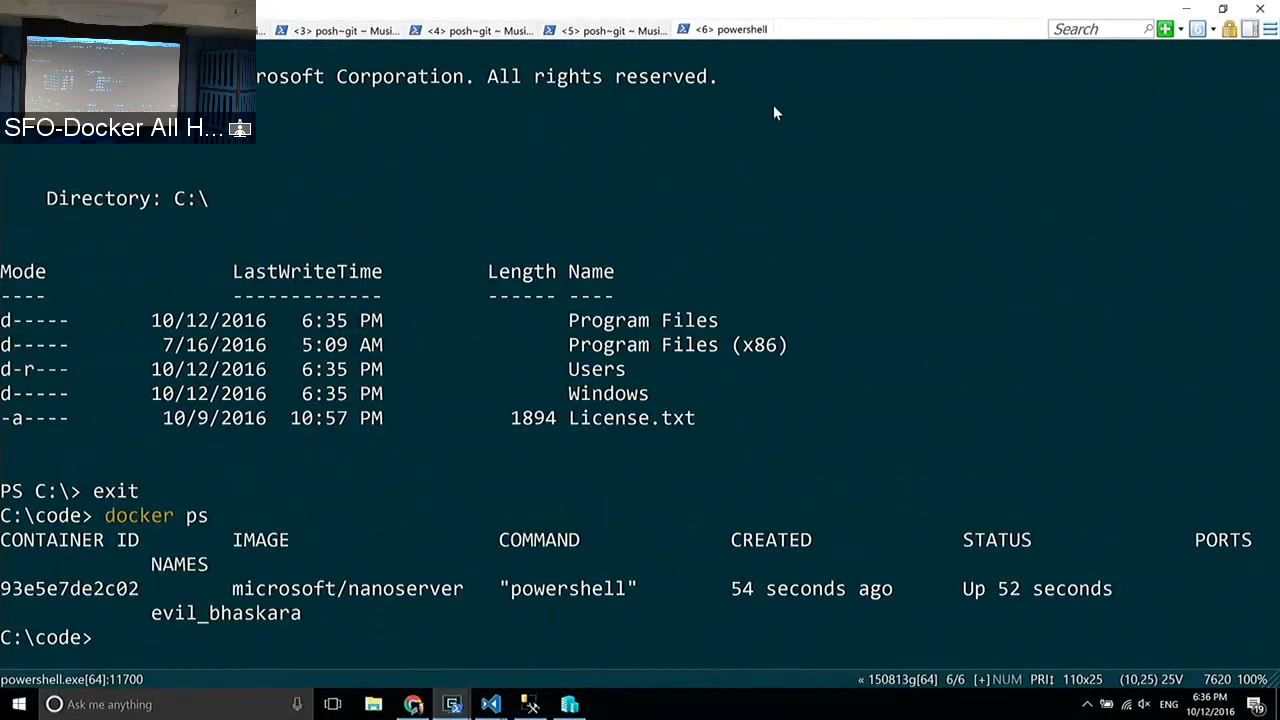 <3> posh~git ~ Musi... <4> posh~git ~ Musi... <5> posh~git ~ Musi... <6> powershell Search
rosoft Corporation. All rights reserved.
SFO-Docker All H...
Directory: C:\
Mode LastWriteTime Length Name
---- ------------- ------ ----
d----- 10/12/2016 6:35 PM Program Files
d----- 7/16/2016 5:09 AM Program Files (x86)
d-r--- 10/12/2016 6:35 PM Users
d----- 10/12/2016 6:35 PM Windows
-a---- 10/9/2016 10:57 PM 1894 License.txt
PS C:\> exit
C:\code> docker ps
CONTAINER ID IMAGE COMMAND CREATED STATUS PORTS
NAMES
93e5e7de2c02 microsoft/nanoserver "powershell" 54 seconds ago Up 52 seconds
evil_bhaskara
C:\code>
powershell.exe[64]:11700 « 150813g[64] 6/6 [+] NUM PRI↕ 110x25 (10,25) 25V 7620 100%
Ask me anything ENG 6:36 PM
10/12/2016 19